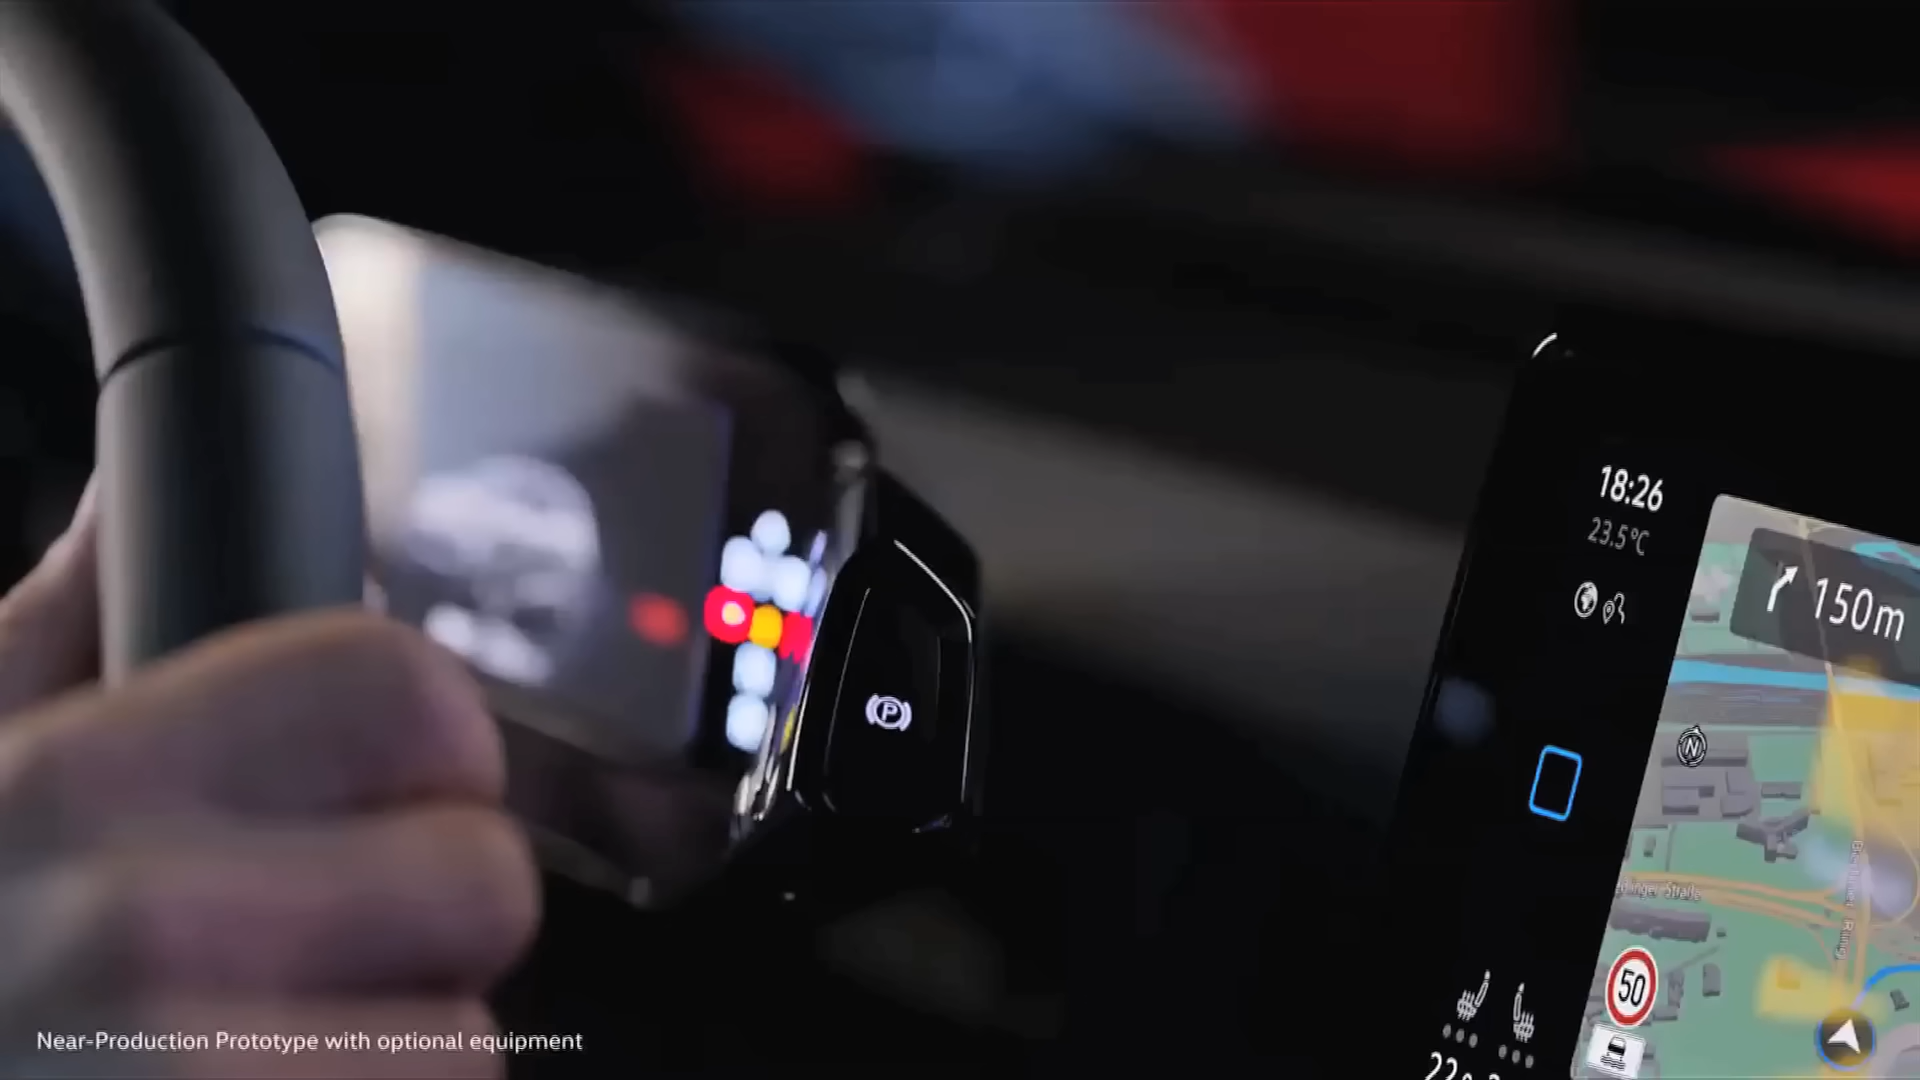 18:26
23.5°C
150m
P
N
50
Near-Production Prototype with optional equipment